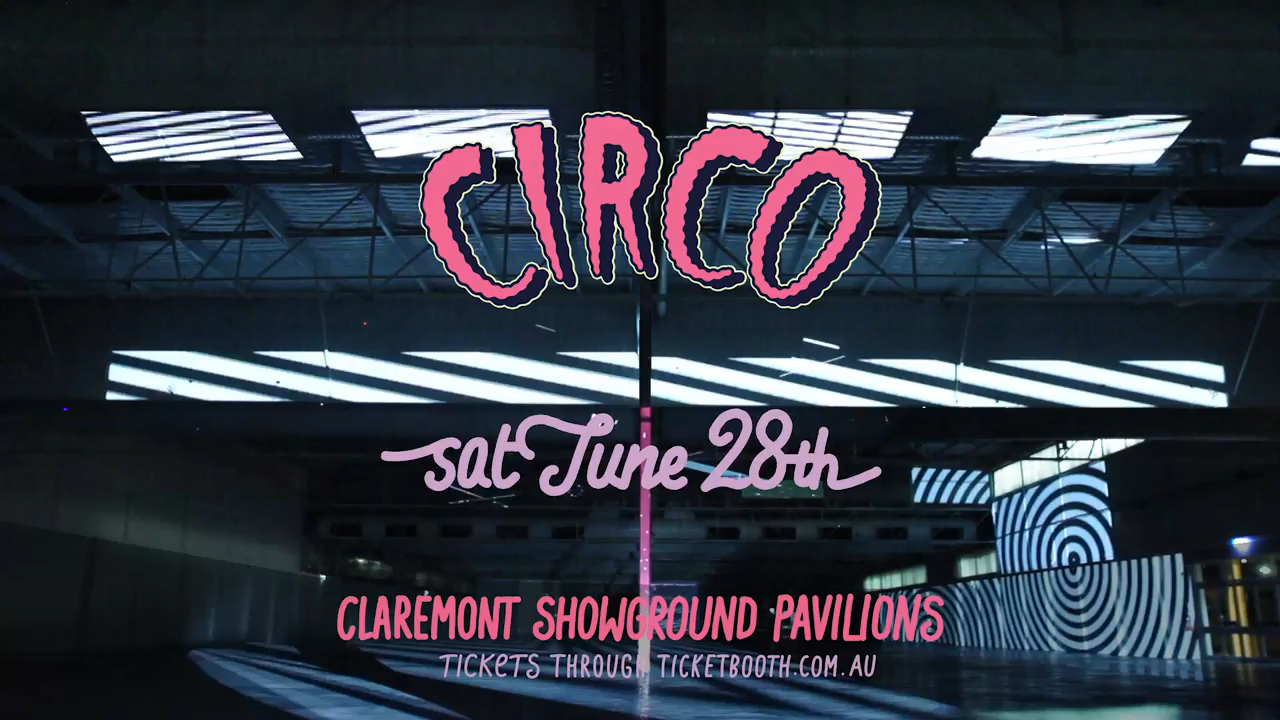 CIRCO
sat June 28th
CLAREMONT SHOWGROUND PAVILIONS
TICKETS THROUGH TICKETBOOTH.COM.AU